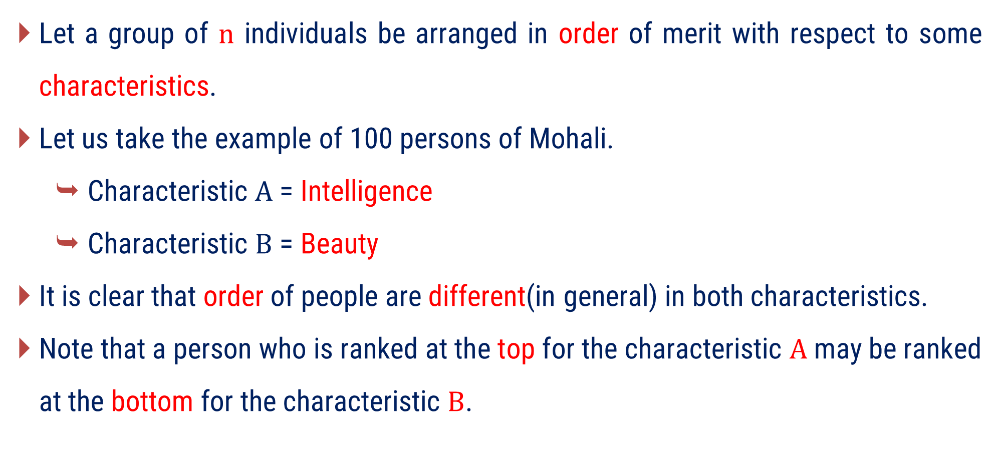 Let a group of n individuals be arranged in order of merit with respect to some
characteristics.
Let us take the example of 100 persons of Mohali.
Characteristic A = Intelligence
Characteristic B = Beauty
It is clear that order of people are different(in general) in both characteristics.
Note that a person who is ranked at the top for the characteristic A may be ranked
at the bottom for the characteristic B.